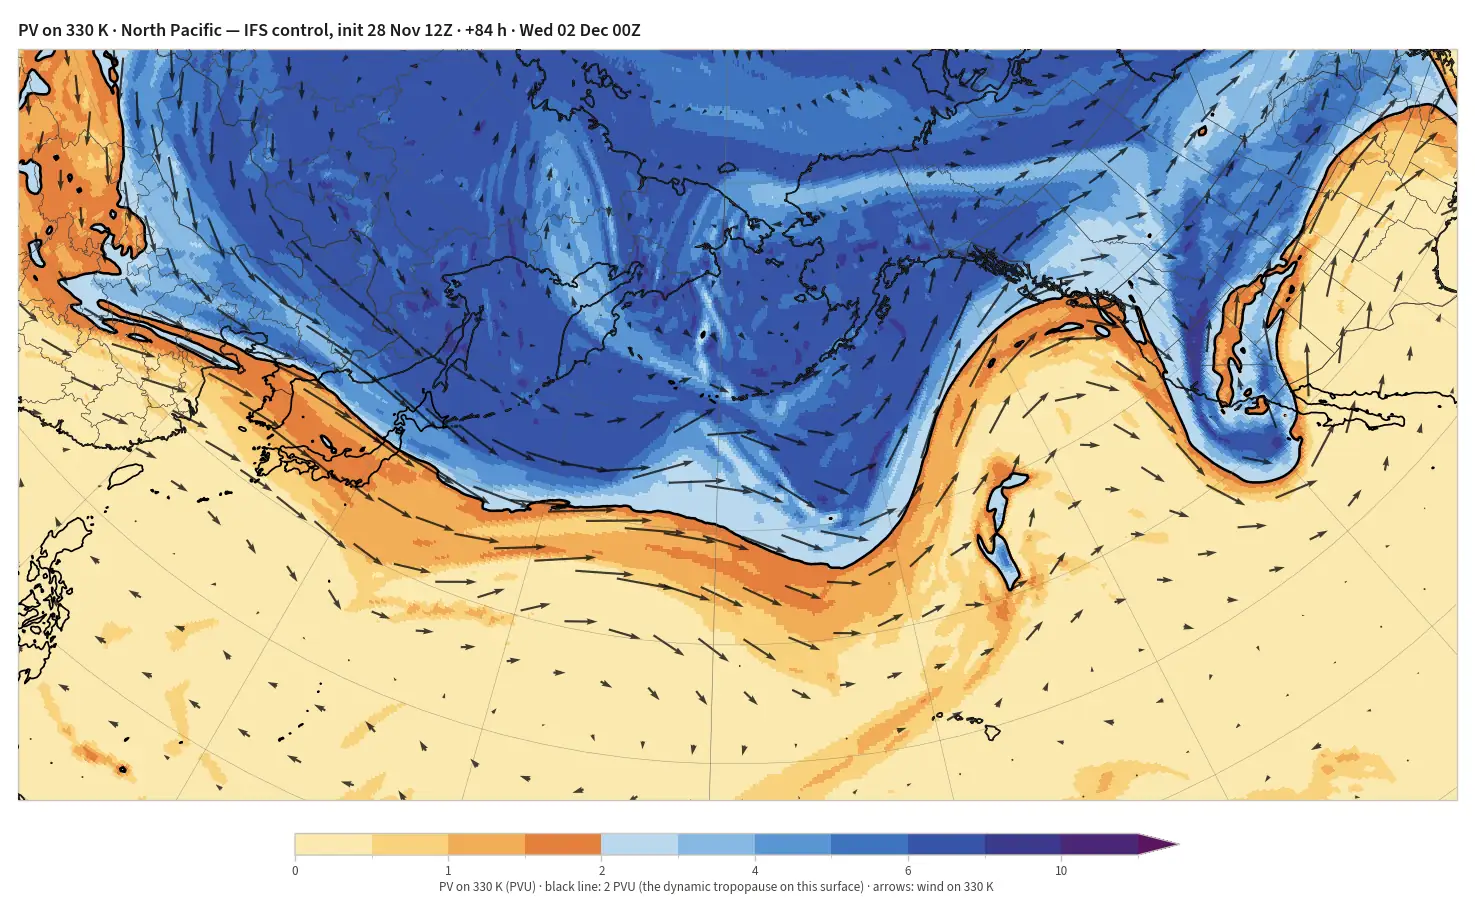 PV on 330 K · North Pacific — IFS control, init 28 Nov 12Z · +84 h · Wed 02 Dec 00Z
0 1 2 4 6 10
PV on 330 K (PVU) · black line: 2 PVU (the dynamic tropopause on this surface) · arrows: wind on 330 K